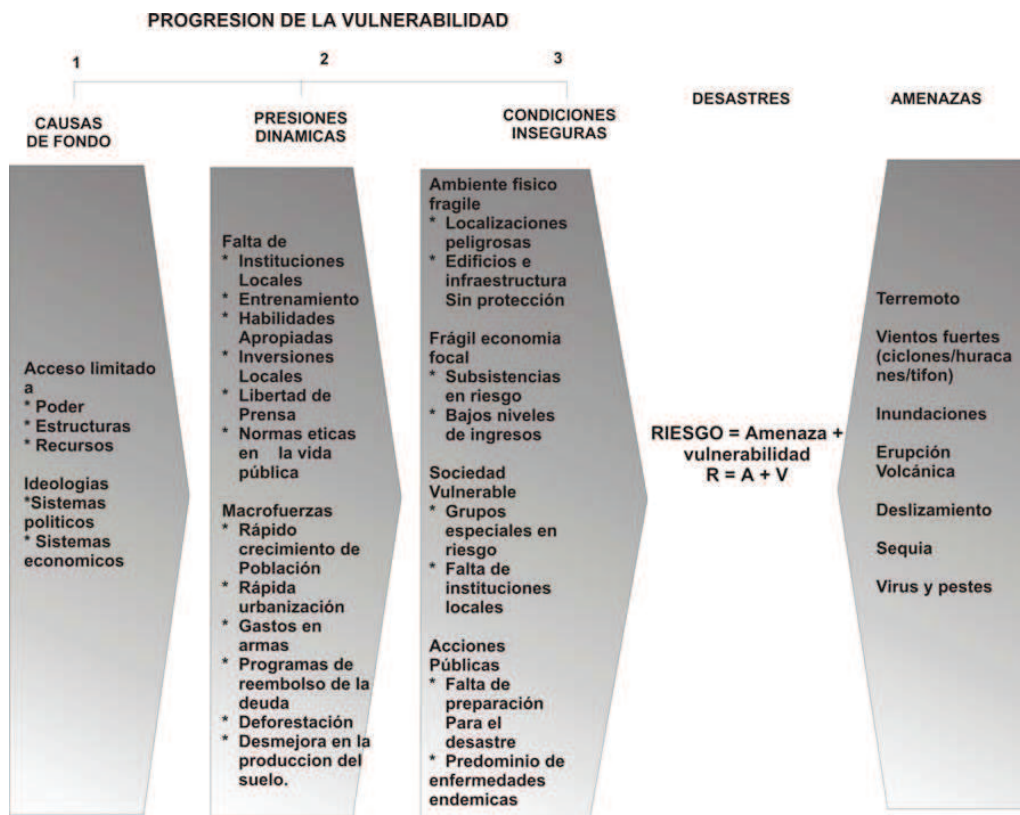 PROGRESION DE LA VULNERABILIDAD
1
2
3
CAUSAS
DE FONDO
PRESIONES
DINAMICAS
CONDICIONES
INSEGURAS
DESASTRES
AMENAZAS
Acceso limitado
a
* Poder
* Estructuras
* Recursos
Ideologias
*Sistemas
politicos
* Sistemas
economicos
Falta de
* Instituciones
Locales
* Entrenamiento
* Habilidades
Apropiadas
* Inversiones
Locales
* Libertad de
Prensa
* Normas eticas
en la vida
pública
Macrofuerzas
* Rápido
crecimiento de
Población
* Rápida
urbanización
* Gastos en
armas
* Programas de
reembolso de la
deuda
* Deforestación
* Desmejora en la
produccion del
suelo.
Ambiente fisico
fragile
* Localizaciones
peligrosas
* Edificios e
infraestructura
Sin protección
Frágil economia
focal
* Subsistencias
en riesgo
* Bajos niveles
de ingresos
Sociedad
Vulnerable
* Grupos
especiales en
riesgo
* Falta de
instituciones
locales
Acciones
Públicas
* Falta de
preparación
Para el
desastre
* Predominio de
enfermedades
endemicas
RIESGO = Amenaza +
vulnerabilidad
R = A + V
Terremoto
Vientos fuertes
(ciclones/huraca
nes/tifon)
Inundaciones
Erupción
Volcánica
Deslizamiento
Sequia
Virus y pestes